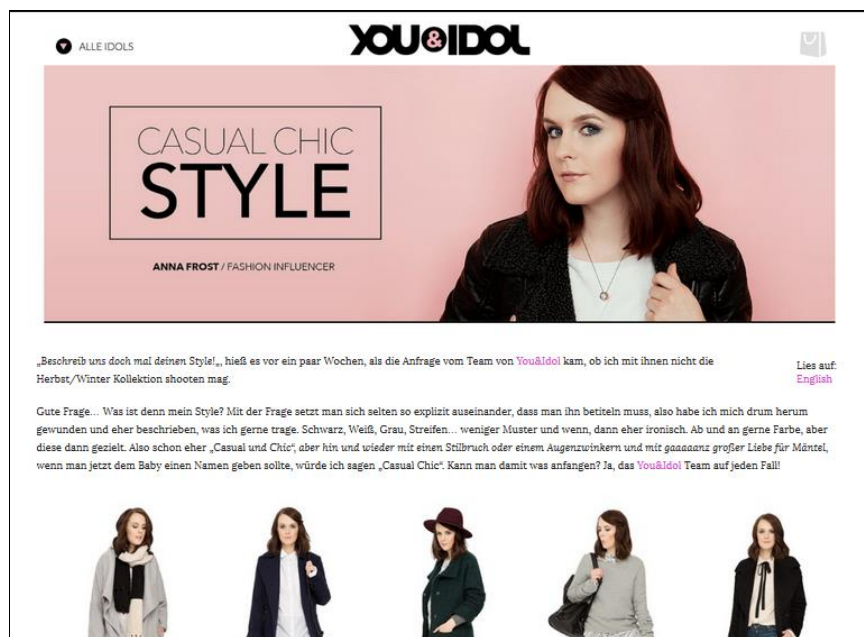 ALLE IDOLS
YOU&IDOL
CASUAL CHIC
STYLE
ANNA FROST / FASHION INFLUENCER
„Beschreib uns doch mal deinen Style!„, hieß es vor ein paar Wochen, als die Anfrage vom Team von You&Idol kam, ob ich mit ihnen nicht die
Herbst/Winter Kollektion shooten mag.
Lies auf:
English
Gute Frage… Was ist denn mein Style? Mit der Frage setzt man sich selten so explizit auseinander, dass man ihn betiteln muss, also habe ich mich drum herum
gewunden und eher beschrieben, was ich gerne trage. Schwarz, Weiß, Grau, Streifen… weniger Muster und wenn, dann eher ironisch. Ab und an gerne Farbe, aber
diese dann gezielt. Also schon eher „Casual und Chic“, aber hin und wieder mit einen Stilbruch oder einem Augenzwinkern und mit gaaaanz großer Liebe für Mäntel,
wenn man jetzt dem Baby einen Namen geben sollte, würde ich sagen „Casual Chic“. Kann man damit was anfangen? Ja, das You&Idol Team auf jeden Fall!